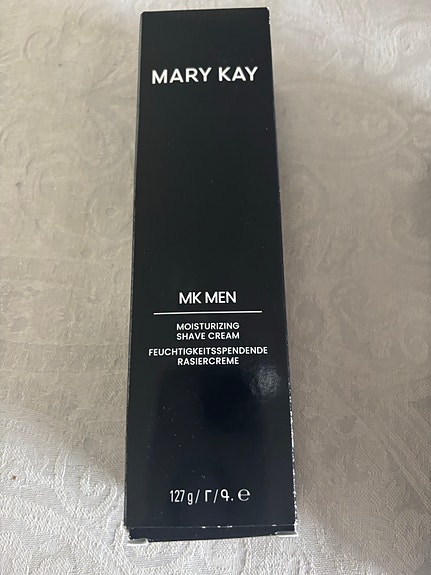 MARY KAY
MK MEN
MOISTURIZING
SHAVE CREAM
FEUCHTIGKEITSSPENDENDE
RASIERCREME
127 g / Г / գ. ℮